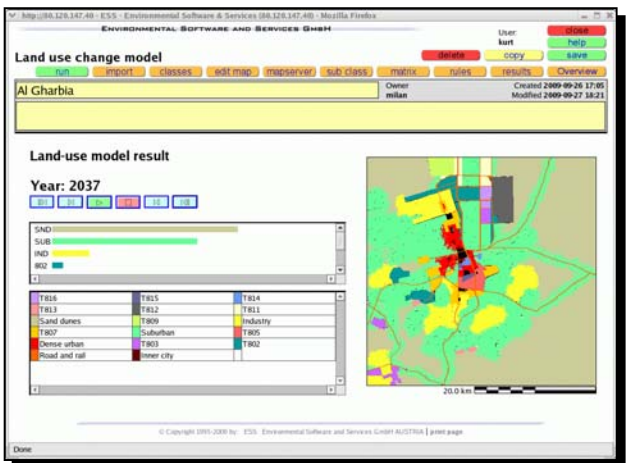 http://80.120.147.40 - ESS - Environmental Software & Services (80.120.147.40) - Mozilla Firefox
ENVIRONMENTAL SOFTWARE AND SERVICES GMBH
User: kurt
close
help
Land use change model
delete copy save
run import classes edit map mapserver sub class matrix rules results Overview
Al Gharbia
Owner milan
Created 2009-09-26 17:05
Modified 2009-09-27 18:21
Land-use model result
Year: 2037
SND
SUB
IND
802
T816 T815 T814
T813 T812 T811
Sand dunes T809 Industry
T807 Suburban T805
Dense urban T803 T802
Road and rail Inner city
20.0 km
© Copyright 1995-2009 by: ESS Environmental Software and Services GmbH AUSTRIA | print page
Done